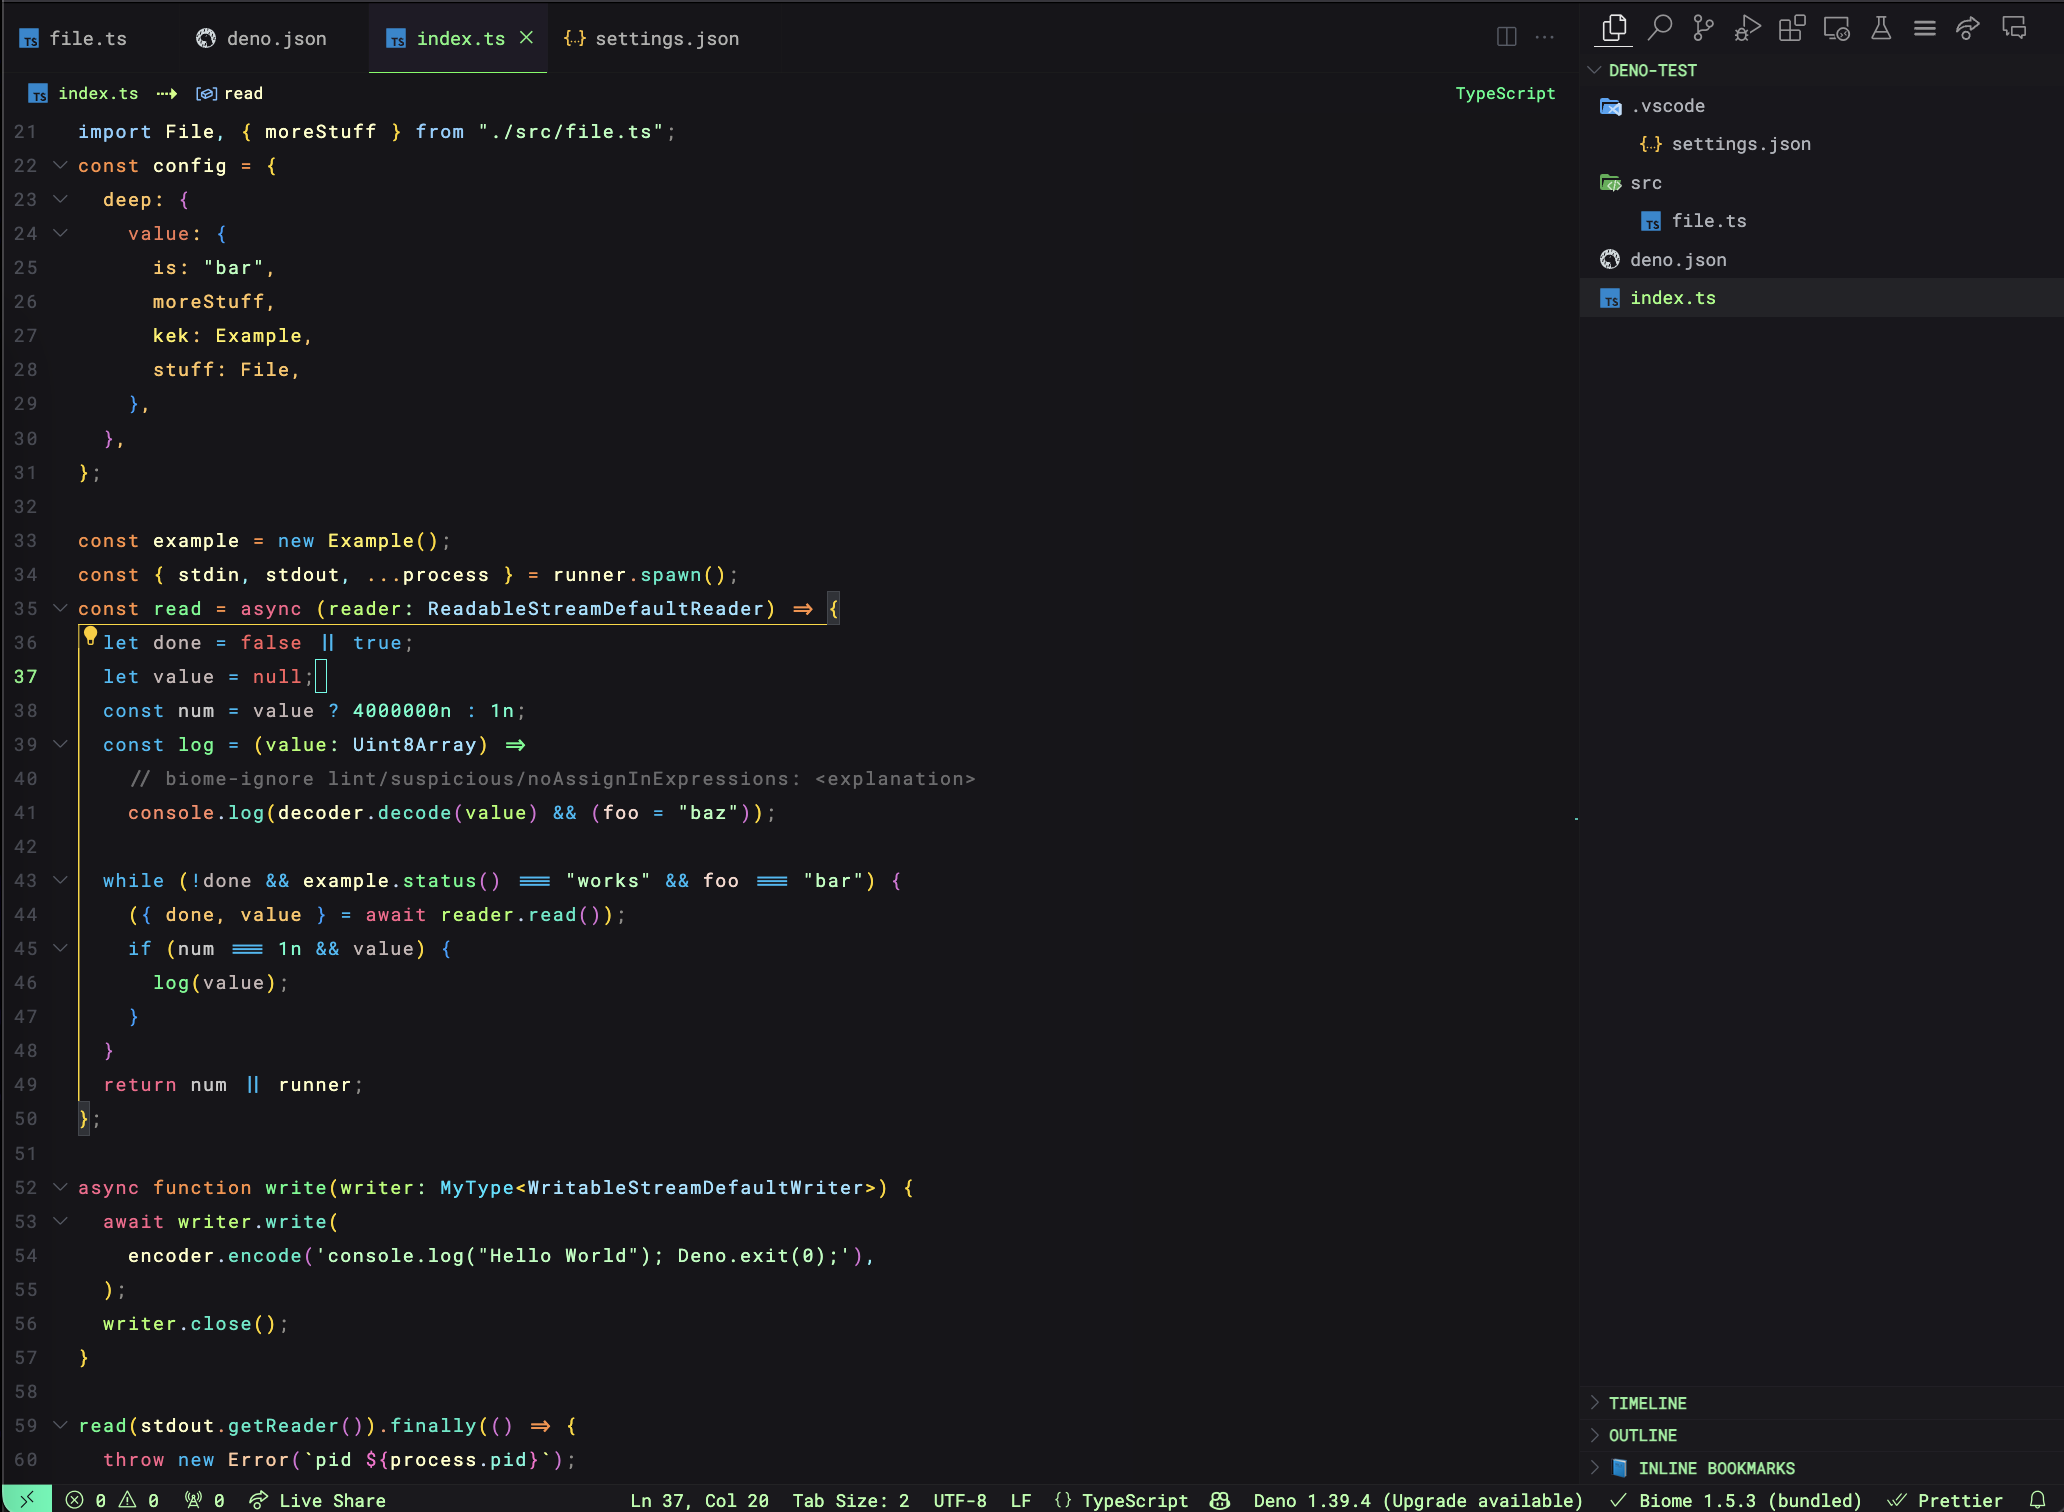 file.ts
deno.json
index.ts
settings.json
index.ts read TypeScript
21 import File, { moreStuff } from "./src/file.ts";
22 const config = {
23 deep: {
24 value: {
25 is: "bar",
26 moreStuff,
27 kek: Example,
28 stuff: File,
29 },
30 },
31 };
32
33 const example = new Example();
34 const { stdin, stdout, ...process } = runner.spawn();
35 const read = async (reader: ReadableStreamDefaultReader) => {
36 let done = false || true;
37 let value = null;
38 const num = value ? 4000000n : 1n;
39 const log = (value: Uint8Array) =>
40 // biome-ignore lint/suspicious/noAssignInExpressions: <explanation>
41 console.log(decoder.decode(value) && (foo = "baz"));
42
43 while (!done && example.status() === "works" && foo === "bar") {
44 ({ done, value } = await reader.read());
45 if (num === 1n && value) {
46 log(value);
47 }
48 }
49 return num || runner;
50 };
51
52 async function write(writer: MyType<WritableStreamDefaultWriter>) {
53 await writer.write(
54 encoder.encode('console.log("Hello World"); Deno.exit(0);'),
55 );
56 writer.close();
57 }
58
59 read(stdout.getReader()).finally(() => {
60 throw new Error(`pid ${process.pid}`);
DENO-TEST
.vscode
{..} settings.json
src
TS file.ts
deno.json
TS index.ts
TIMELINE
OUTLINE
INLINE BOOKMARKS
0 0 0 Live Share Ln 37, Col 20 Tab Size: 2 UTF-8 LF {} TypeScript Deno 1.39.4 (Upgrade available) Biome 1.5.3 (bundled) Prettier